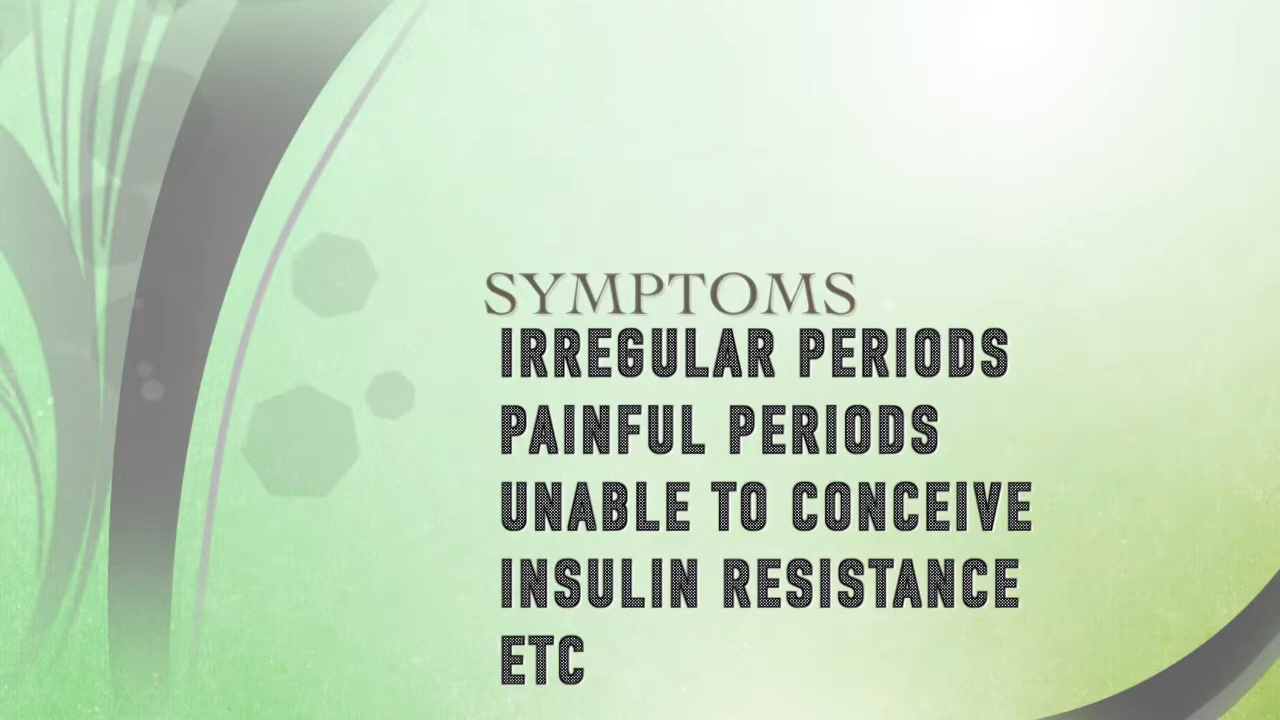 SYMPTOMS
IRREGULAR PERIODS
PAINFUL PERIODS
UNABLE TO CONCEIVE
INSULIN RESISTANCE
ETC